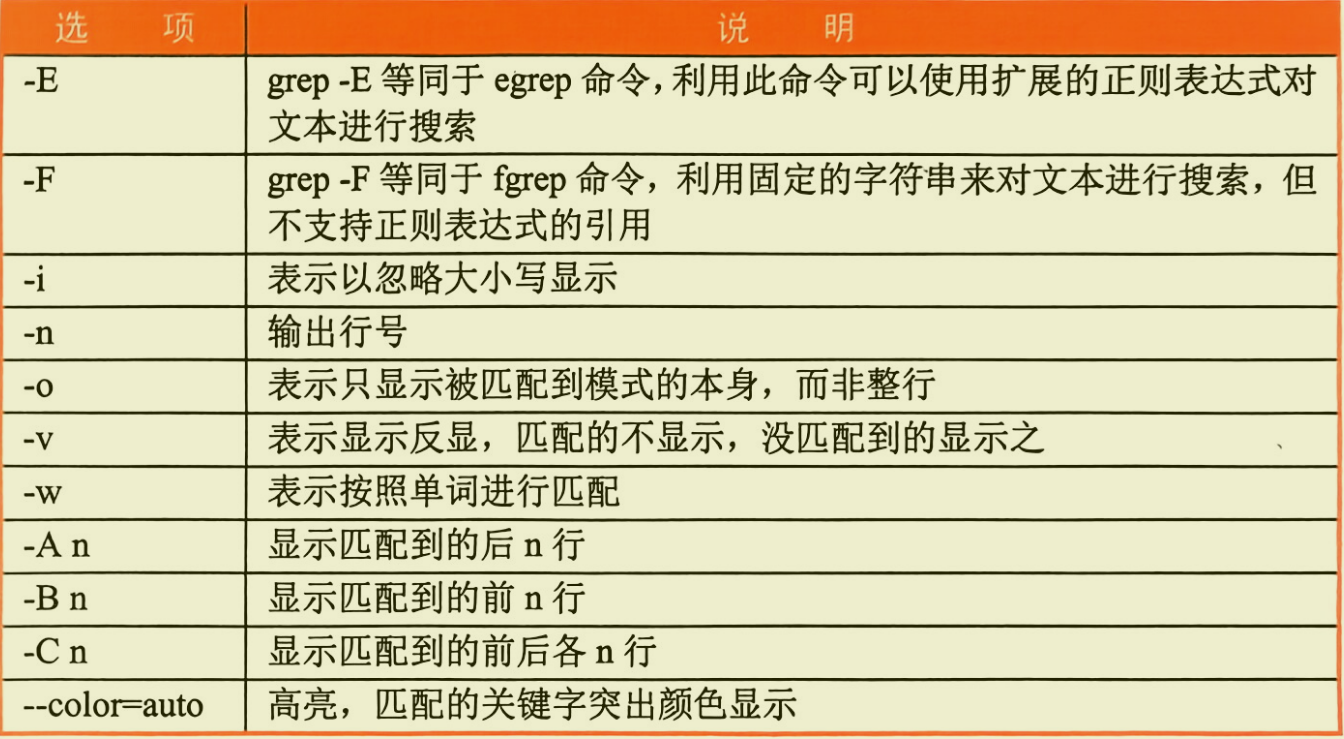 选 项 说 明
-E grep -E 等同于 egrep 命令，利用此命令可以使用扩展的正则表达式对
文本进行搜索
-F grep -F 等同于 fgrep 命令，利用固定的字符串来对文本进行搜索，但
不支持正则表达式的引用
-i 表示以忽略大小写显示
-n 输出行号
-o 表示只显示被匹配到模式的本身，而非整行
-v 表示显示反显，匹配的不显示，没匹配到的显示之
-w 表示按照单词进行匹配
-A n 显示匹配到的后 n 行
-B n 显示匹配到的前 n 行
-C n 显示匹配到的前后各 n 行
--color=auto 高亮，匹配的关键字突出颜色显示